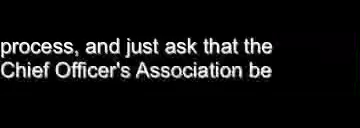 process, and just ask that the
Chief Officer's Association be